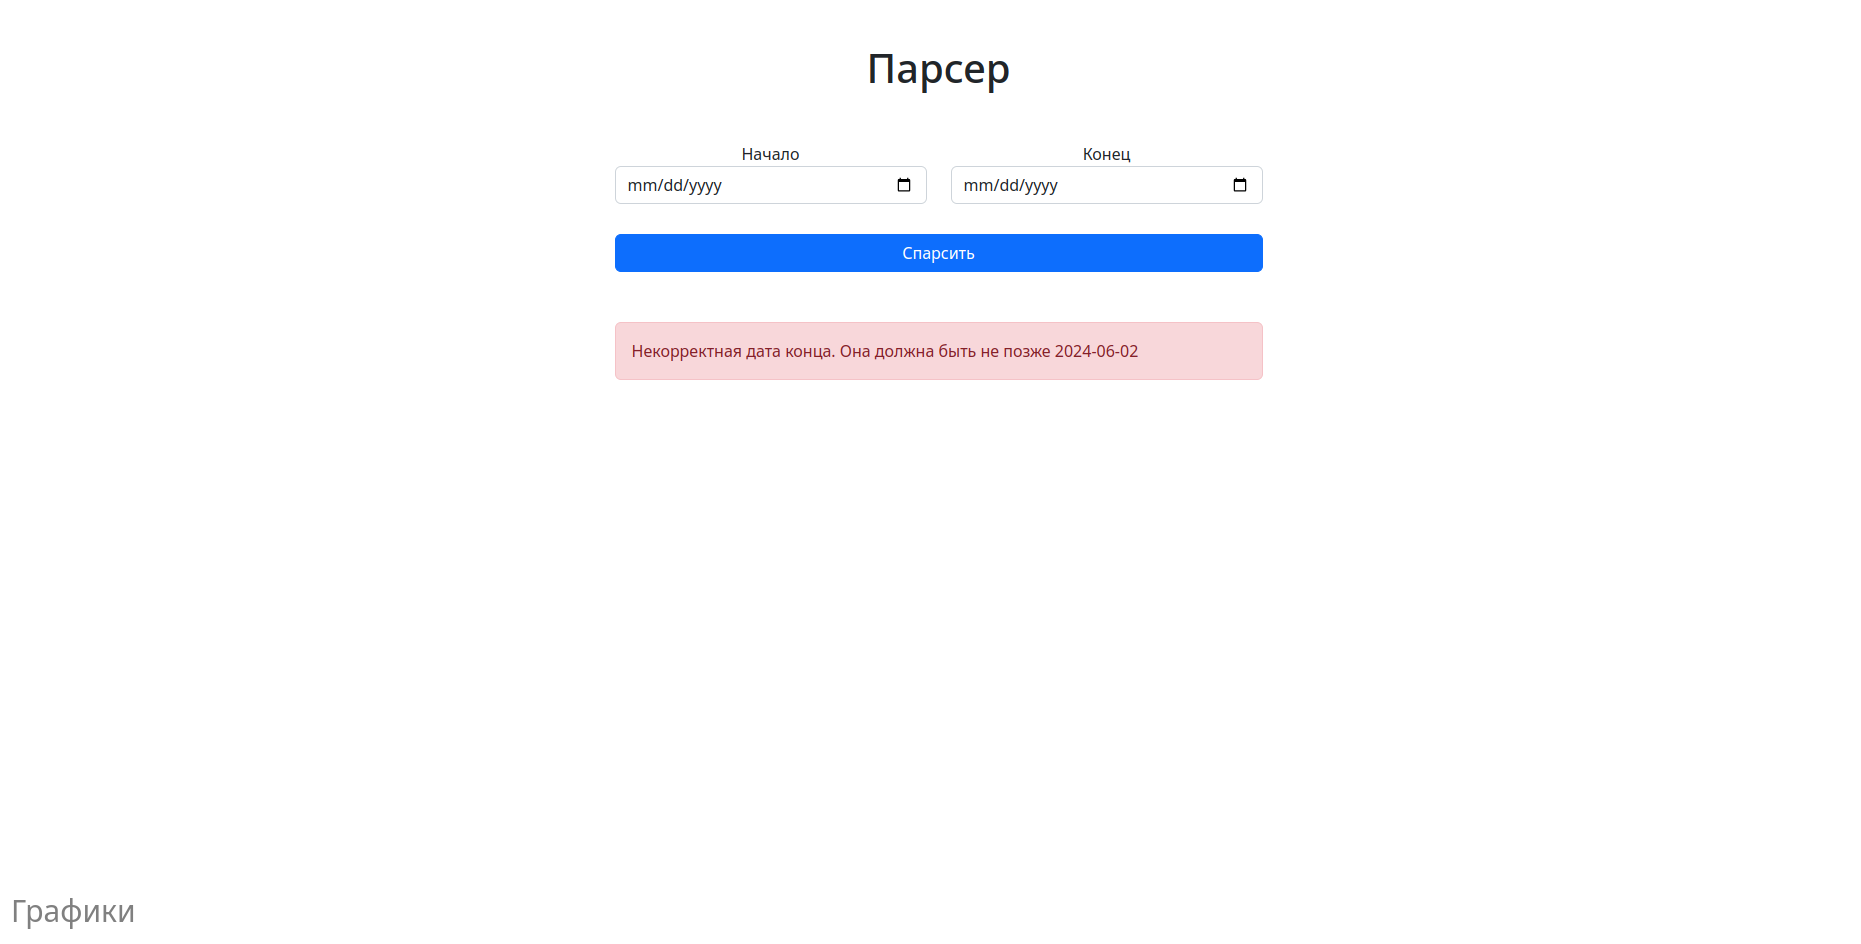 Парсер
Начало
Конец
mm/dd/yyyy
mm/dd/yyyy
Спарсить
Некорректная дата конца. Она должна быть не позже 2024-06-02
Графики